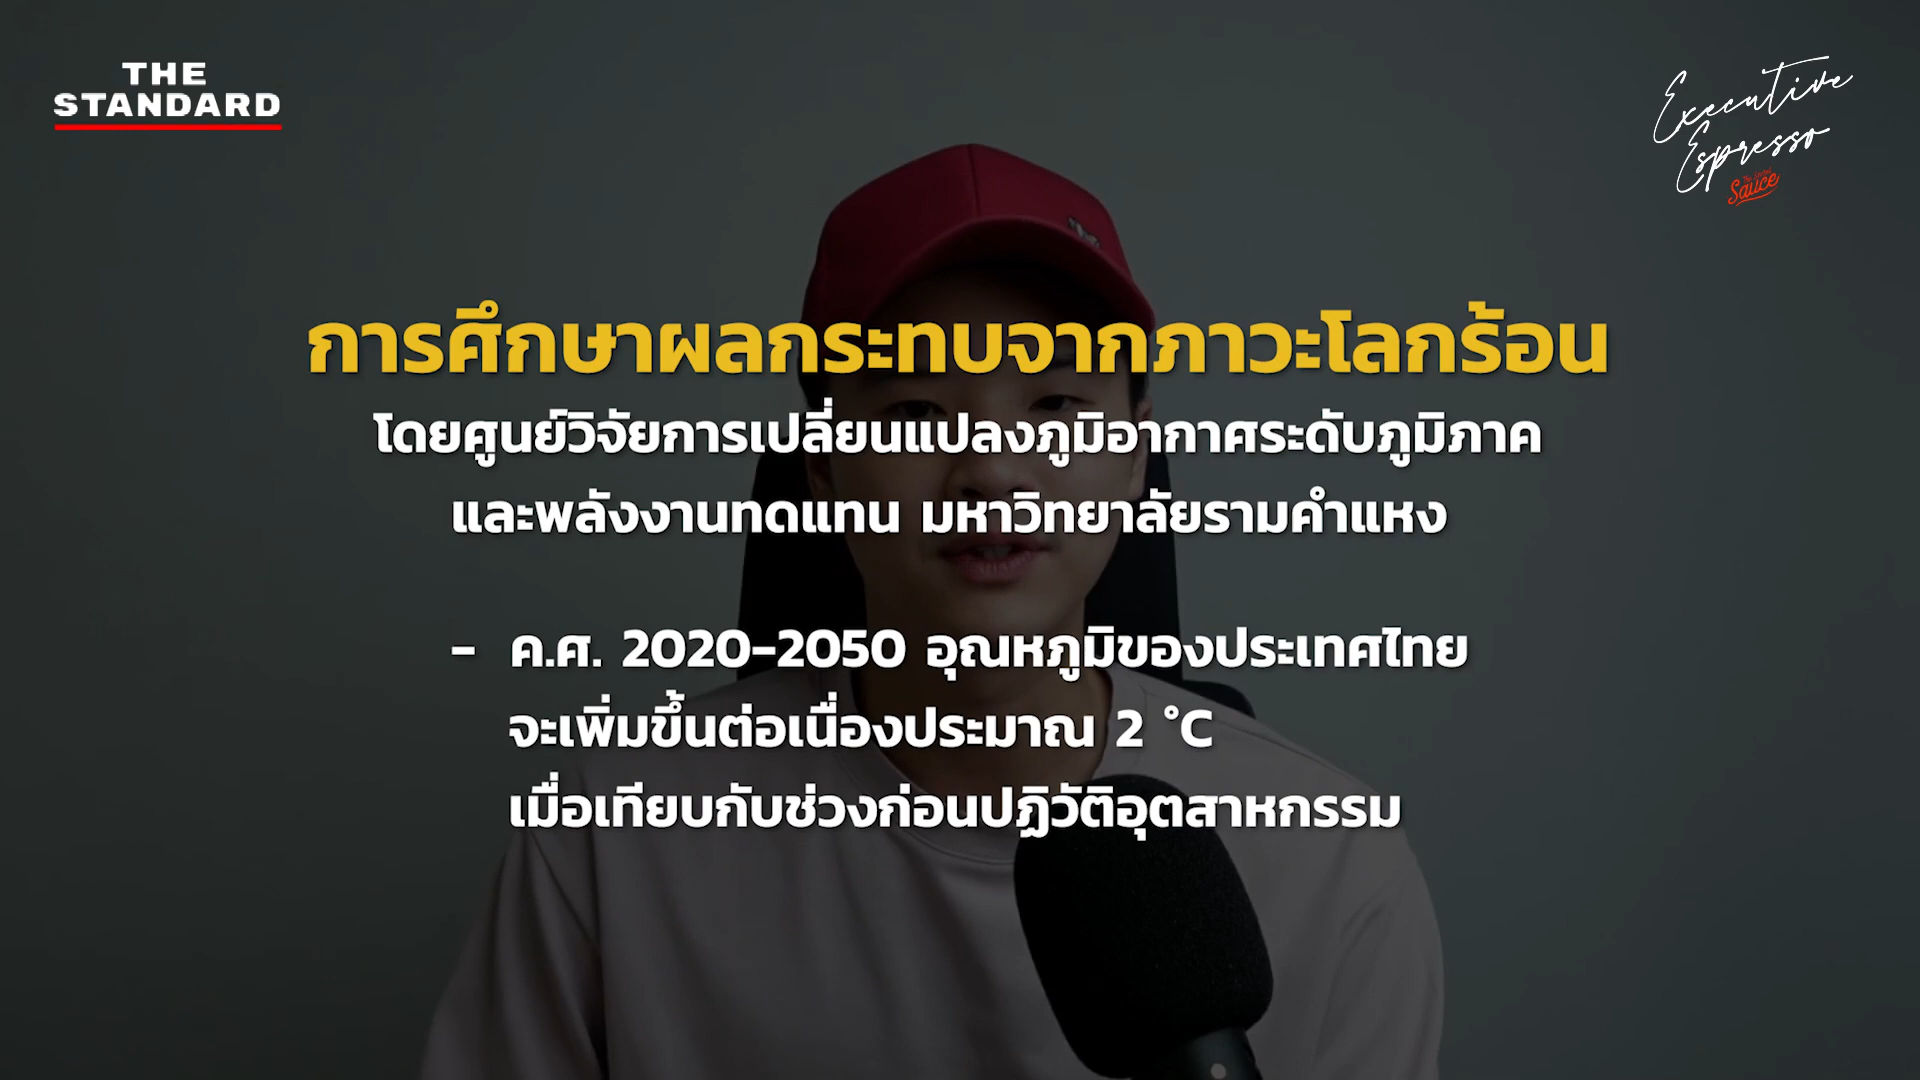 THE
STANDARD
Executive
Espresso
The Secret
Sauce
การศึกษาผลกระทบจากภาวะโลกร้อน
โดยศูนย์วิจัยการเปลี่ยนแปลงภูมิอากาศระดับภูมิภาค
และพลังงานทดแทน มหาวิทยาลัยรามคำแหง
- ค.ศ. 2020-2050 อุณหภูมิของประเทศไทย
จะเพิ่มขึ้นต่อเนื่องประมาณ 2 °C
เมื่อเทียบกับช่วงก่อนปฏิวัติอุตสาหกรรม